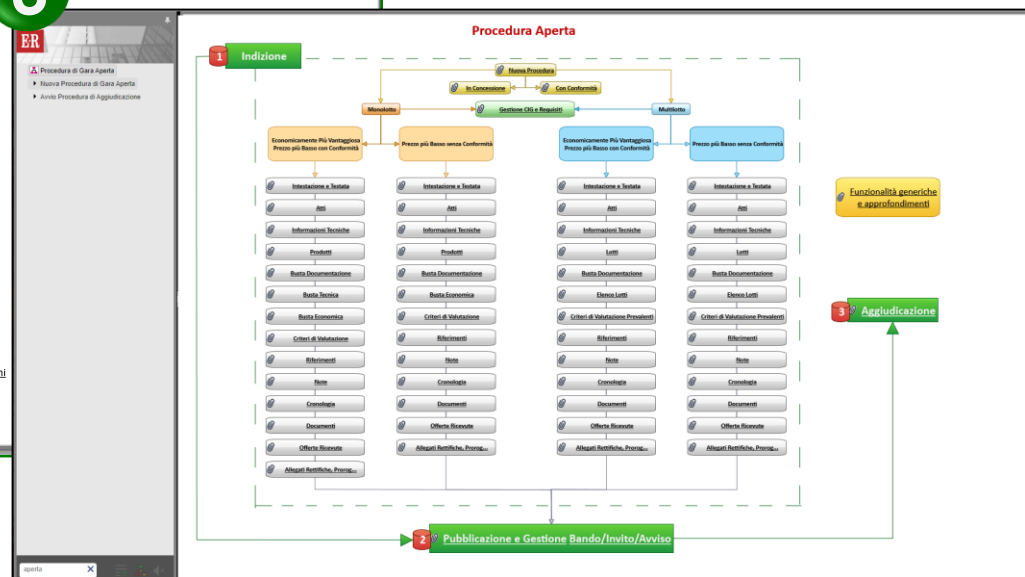 6
E-R
Procedura di Gara Aperta
Nuova Procedura di Gara Aperta
Avvio Procedura di Aggiudicazione
ni
aperta
X
Procedura Aperta
1 Indizione
Nuova Procedura
In Concessione
Con Conformità
Monolotto
Gestione CIG e Requisiti
Multilotto
Economicamente Più Vantaggiosa
Prezzo più Basso con Conformità
Prezzo più Basso senza Conformità
Economicamente Più Vantaggiosa
Prezzo più Basso con Conformità
Prezzo più Basso senza Conformità
Intestazione e Testata
Atti
Informazioni Tecniche
Prodotti
Busta Documentazione
Busta Tecnica
Busta Economica
Criteri di Valutazione
Riferimenti
Note
Cronologia
Documenti
Offerte Ricevute
Allegati Rettifiche, Prorog...
Intestazione e Testata
Atti
Informazioni Tecniche
Prodotti
Busta Documentazione
Busta Economica
Criteri di Valutazione
Riferimenti
Note
Cronologia
Documenti
Offerte Ricevute
Allegati Rettifiche, Prorog...
Intestazione e Testata
Atti
Informazioni Tecniche
Lotti
Busta Documentazione
Elenco Lotti
Criteri di Valutazione Prevalenti
Riferimenti
Note
Cronologia
Documenti
Offerte Ricevute
Allegati Rettifiche, Prorog...
Intestazione e Testata
Atti
Informazioni Tecniche
Lotti
Busta Documentazione
Elenco Lotti
Criteri di Valutazione Prevalenti
Riferimenti
Note
Cronologia
Documenti
Offerte Ricevute
Allegati Rettifiche, Prorog...
Funzionalità generiche
e approfondimenti
3 Aggiudicazione
2 Pubblicazione e Gestione Bando/Invito/Avviso